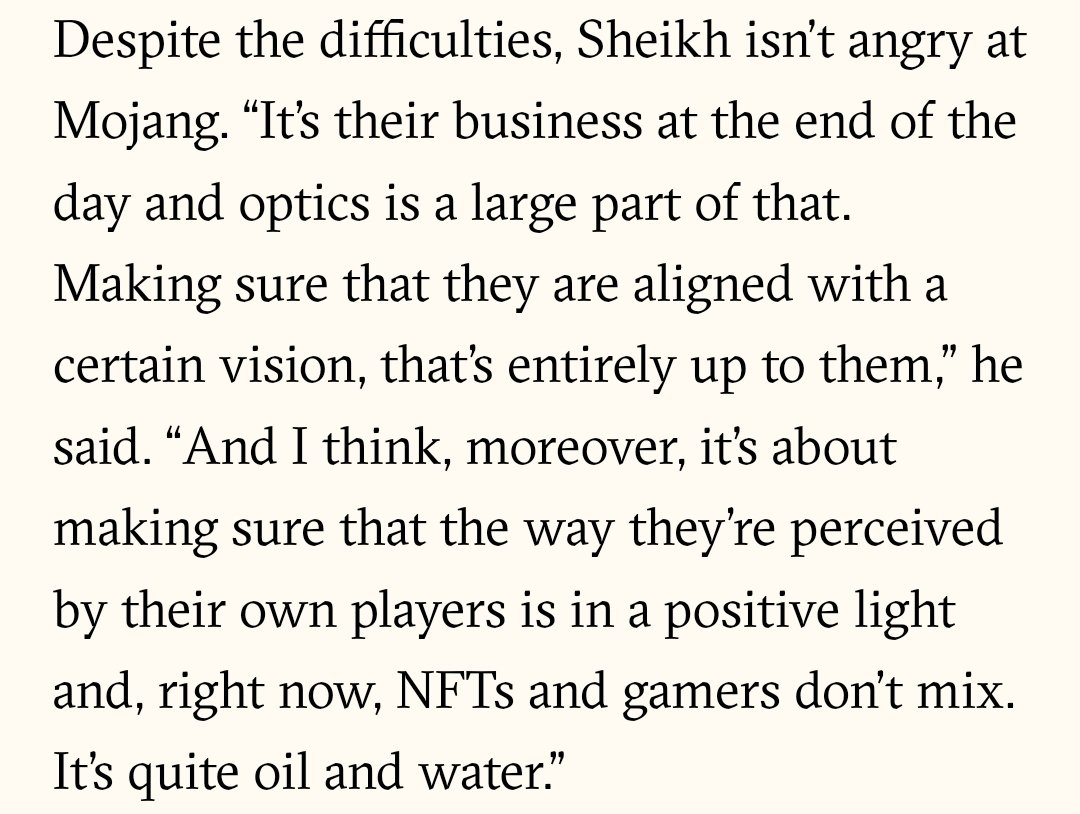 Despite the difficulties, Sheikh isn’t angry at
Mojang. “It’s their business at the end of the
day and optics is a large part of that.
Making sure that they are aligned with a
certain vision, that’s entirely up to them,” he
said. “And I think, moreover, it’s about
making sure that the way they’re perceived
by their own players is in a positive light
and, right now, NFTs and gamers don’t mix.
It’s quite oil and water.”